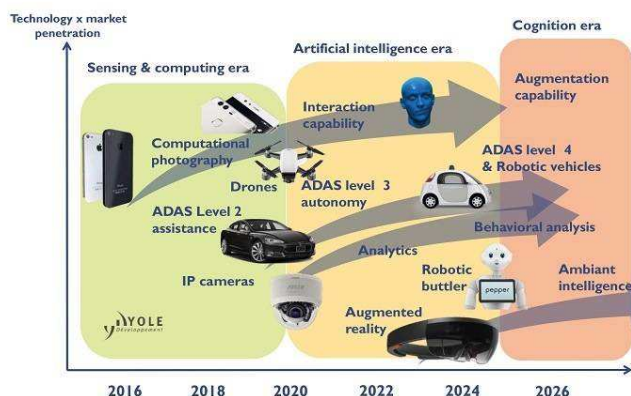 Technology x market
penetration
Cognition era
Artificial intelligence era
Sensing & computing era
Augmentation
capability
Interaction
capability
Computational
photography
Drones
ADAS level 4
& Robotic vehicles
ADAS level 3
autonomy
ADAS Level 2
assistance
Behavioral analysis
Analytics
IP cameras
Robotic
buttler
pepper
Ambiant
intelligence
Augmented
reality
YOLE
Développement
2016
2018
2020
2022
2024
2026